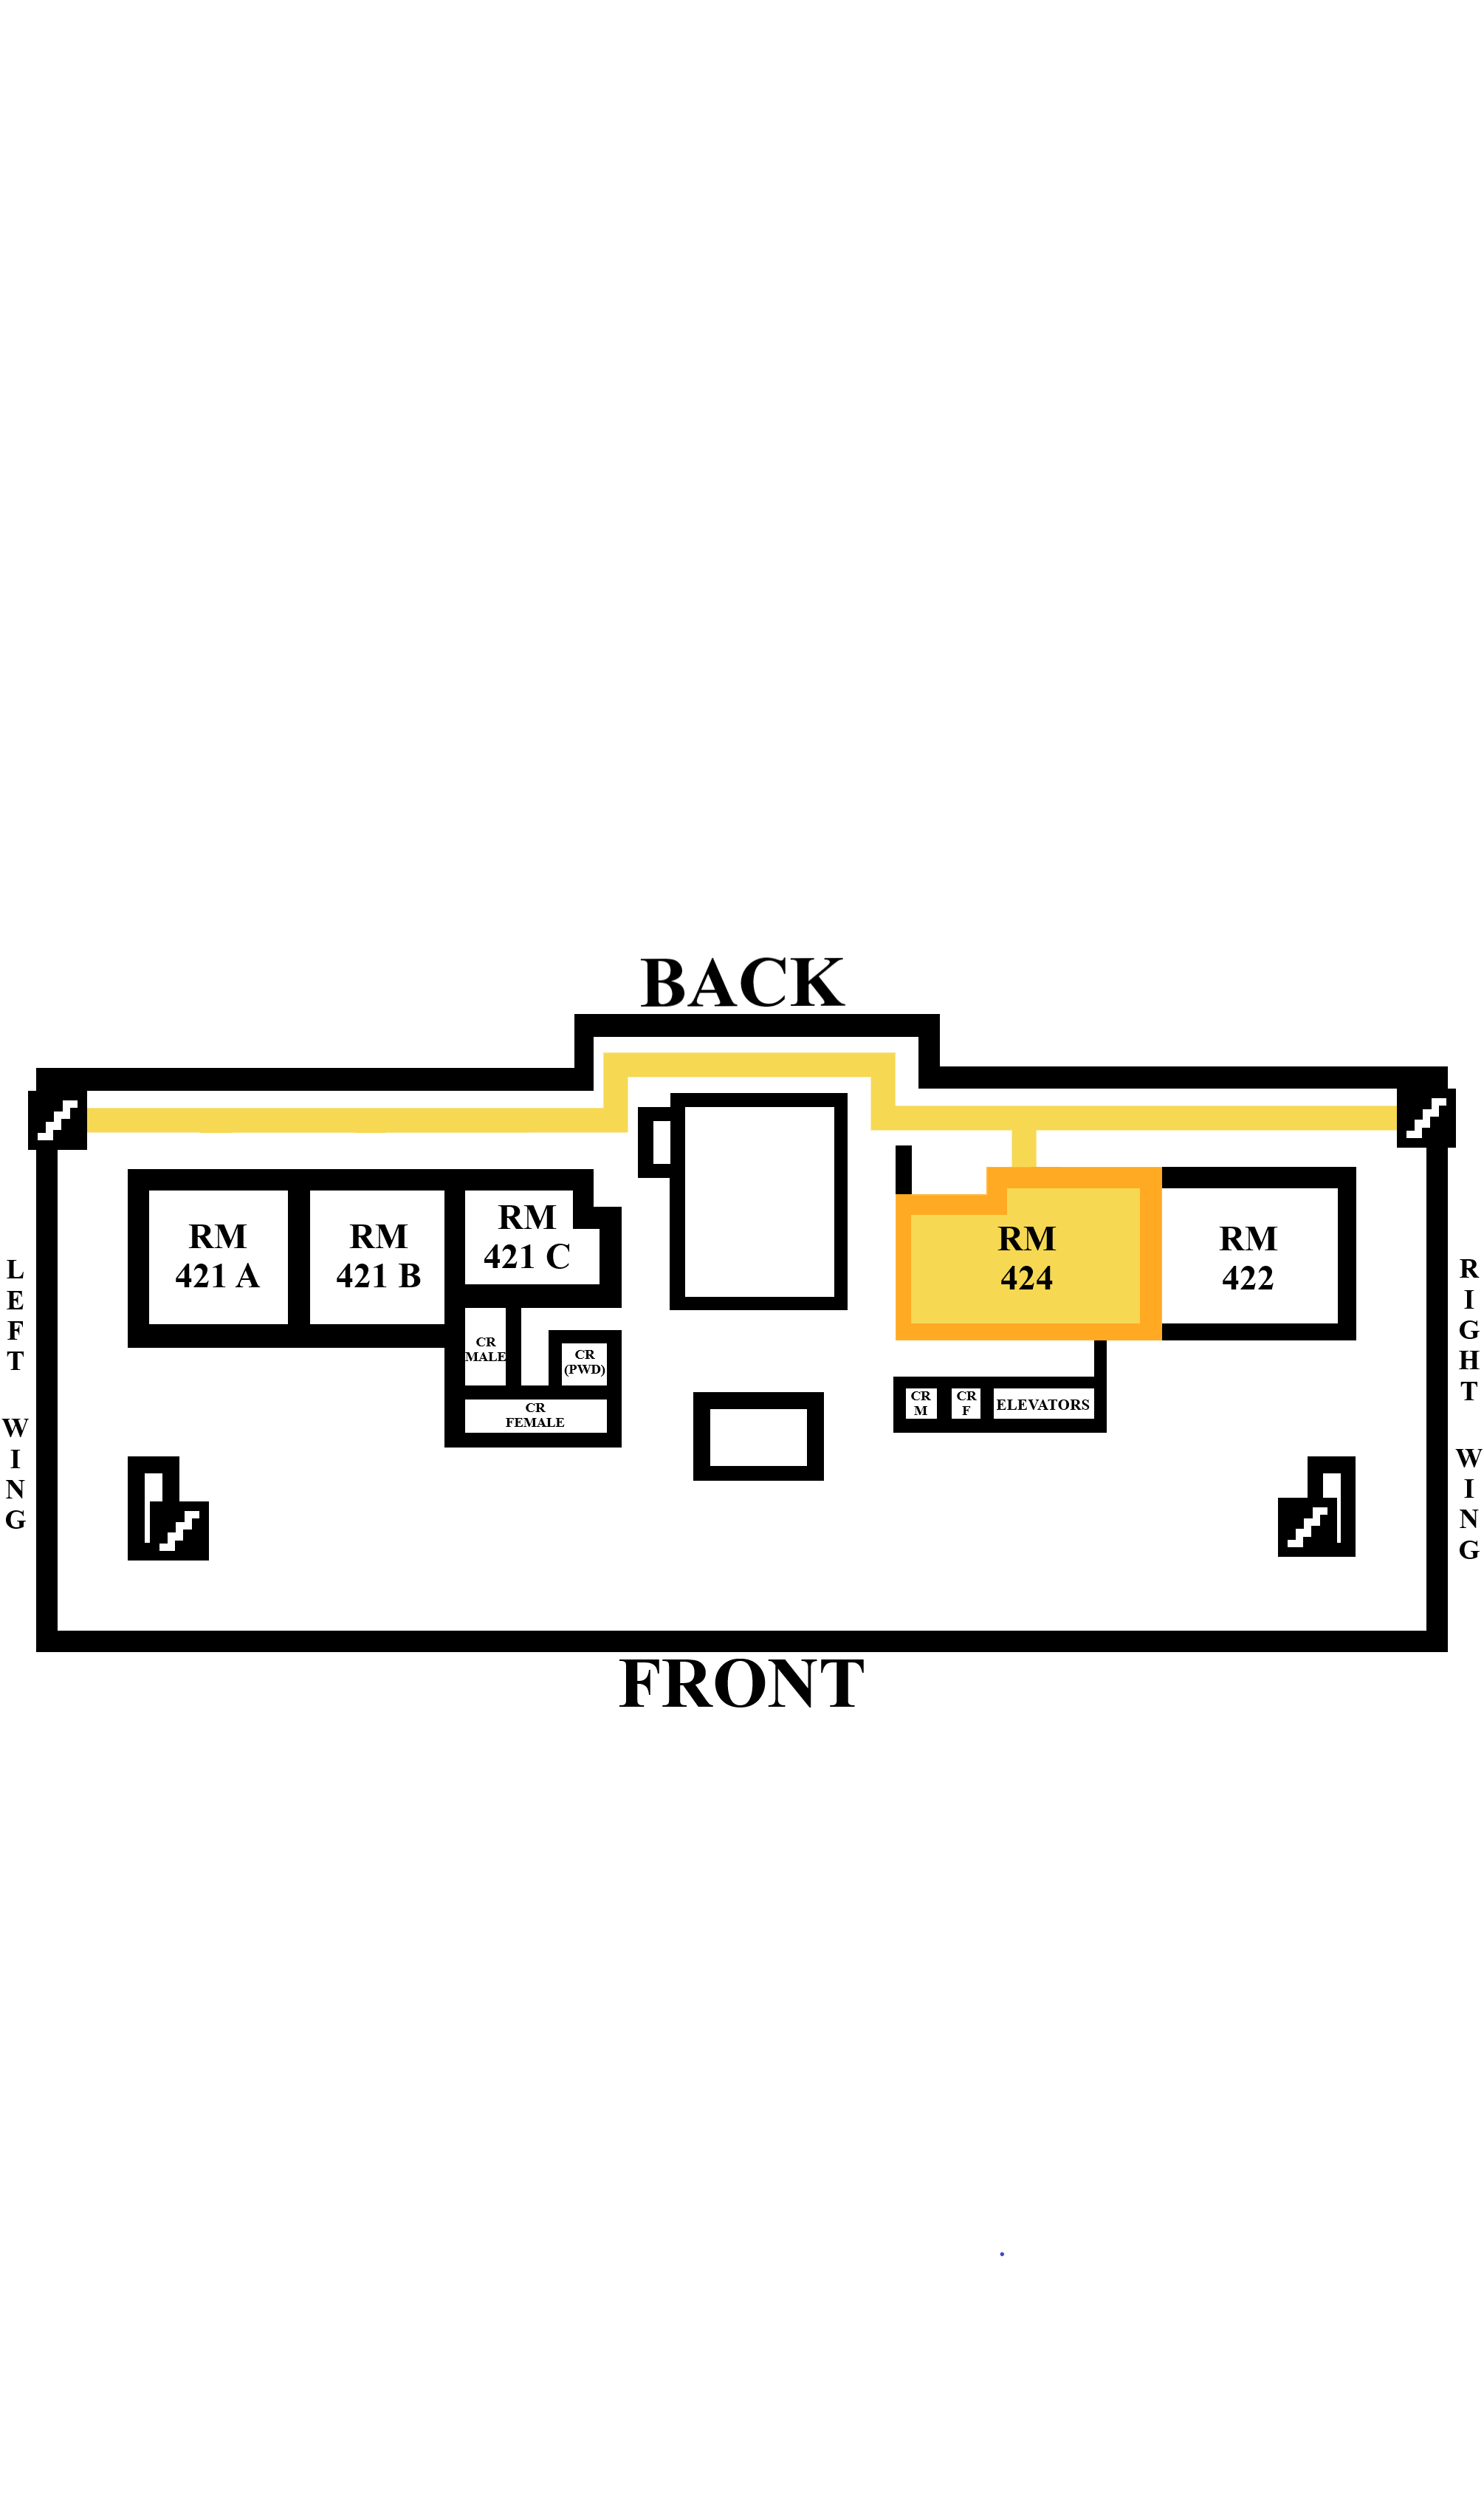 BACK
RM
421 A
RM
421 B
RM
421 C
RM
424
RM
422
LEFT WING
RIGHT WING
CR
MALE
CR
(PWD)
CR
FEMALE
CR
M
CR
F
ELEVATORS
FRONT